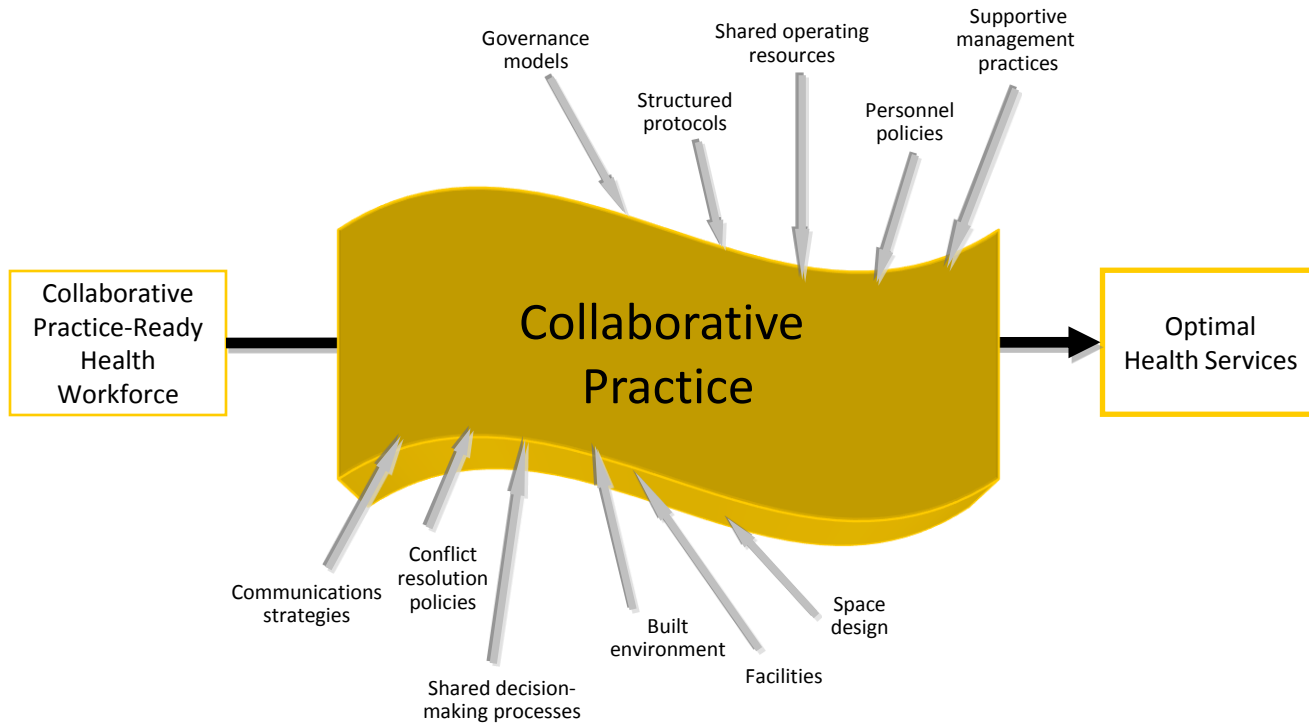 Governance
models
Shared operating
resources
Supportive
management
practices
Structured
protocols
Personnel
policies
Collaborative
Practice-Ready
Health
Workforce
Collaborative
Practice
Optimal
Health Services
Communications
strategies
Conflict
resolution
policies
Shared decision-
making processes
Built
environment
Facilities
Space
design